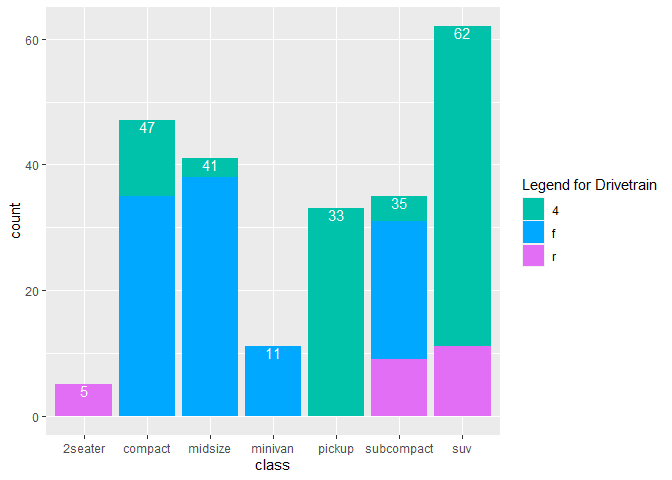 60
40
20
0
count
5
47
41
11
33
35
62
2seater
compact
midsize
minivan
pickup
subcompact
suv
class
Legend for Drivetrain
4
f
r